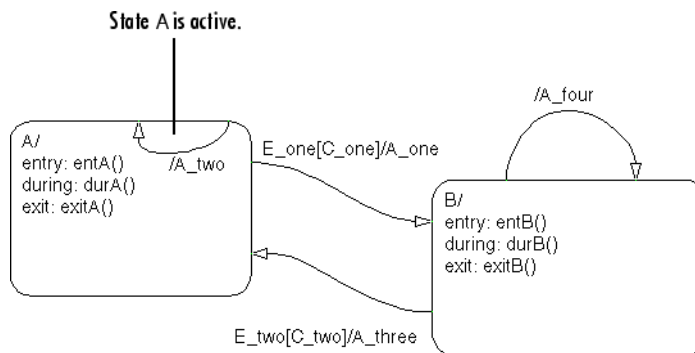 State A is active.
/A_four
A/
entry: entA()
during: durA()
exit: exitA()
/A_two
E_one[C_one]/A_one
B/
entry: entB()
during: durB()
exit: exitB()
E_two[C_two]/A_three